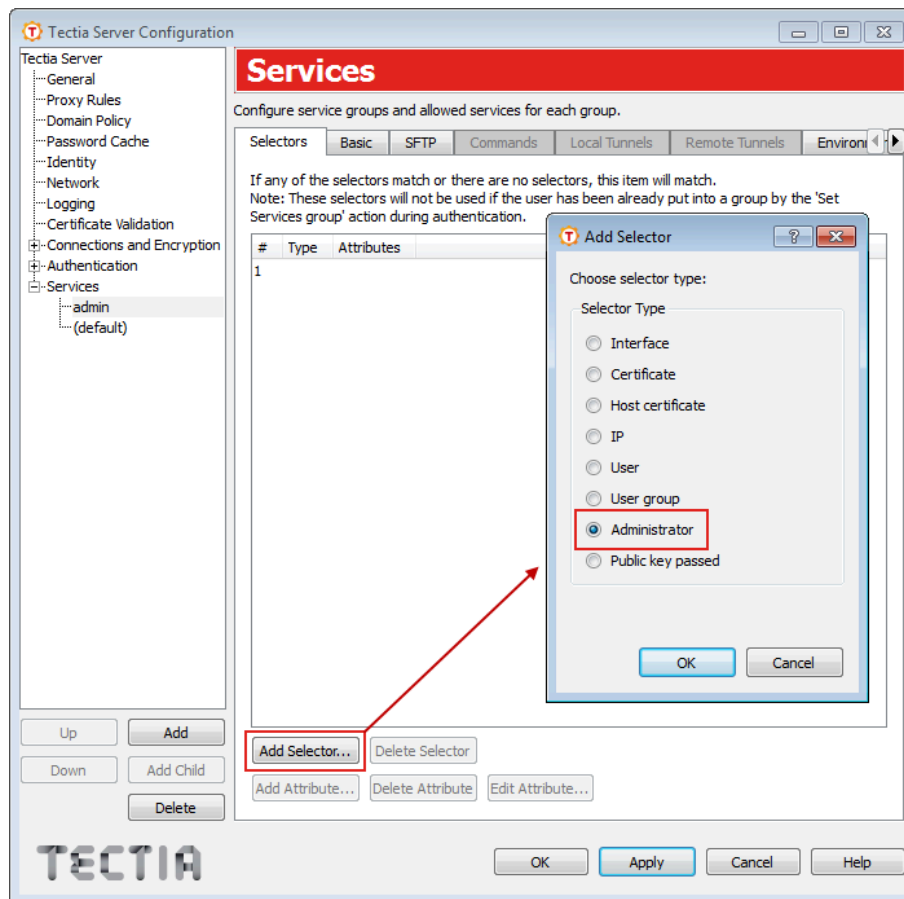 Tectia Server Configuration
Tectia Server
General
Proxy Rules
Domain Policy
Password Cache
Identity
Network
Logging
Certificate Validation
Connections and Encryption
Authentication
Services
admin
(default)
Up
Add
Down
Add Child
Delete
TECTIA
Services
Configure service groups and allowed services for each group.
Selectors Basic SFTP Commands Local Tunnels Remote Tunnels
If any of the selectors match or there are no selectors, this item will match.
Note: These selectors will not be used if the user has been already put into a group by the 'Set
Services group' action during authentication.
# Type Attributes
1
Add Selector... Delete Selector
Add Attribute... Delete Attribute Edit Attribute...
OK Apply Cancel Help
Add Selector
Choose selector type:
Selector Type
Interface
Certificate
Host certificate
IP
User
User group
Administrator
Public key passed
OK Cancel